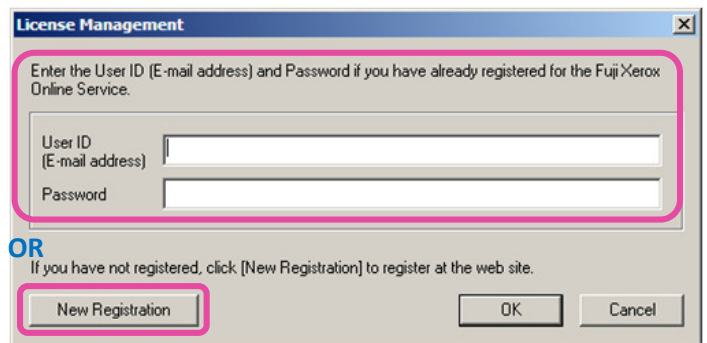 License Management
Enter the User ID (E-mail address) and Password if you have already registered for the Fuji Xerox
Online Service.
User ID
(E-mail address)
Password
OR
If you have not registered, click [New Registration] to register at the web site.
New Registration
OK
Cancel